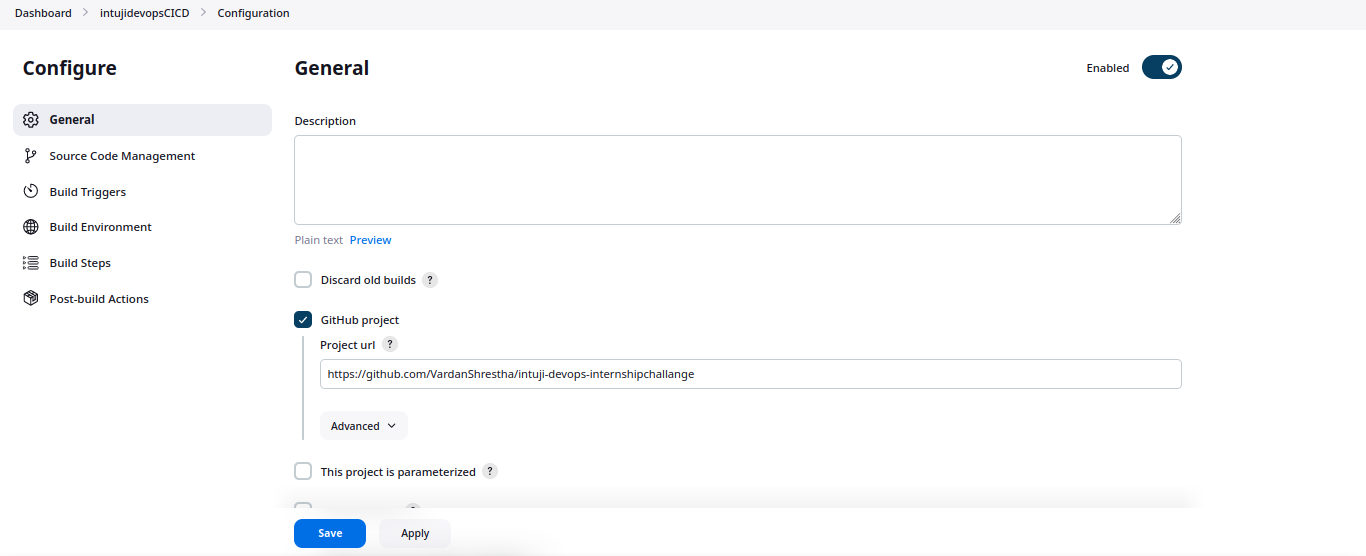 Dashboard > intujidevopsCICD > Configuration
Configure
General
Source Code Management
Build Triggers
Build Environment
Build Steps
Post-build Actions
General
Enabled
Description
Plain text Preview
Discard old builds ?
GitHub project
Project url ?
https://github.com/VardanShrestha/intuji-devops-internshipchallange
Advanced
This project is parameterized ?
Save
Apply